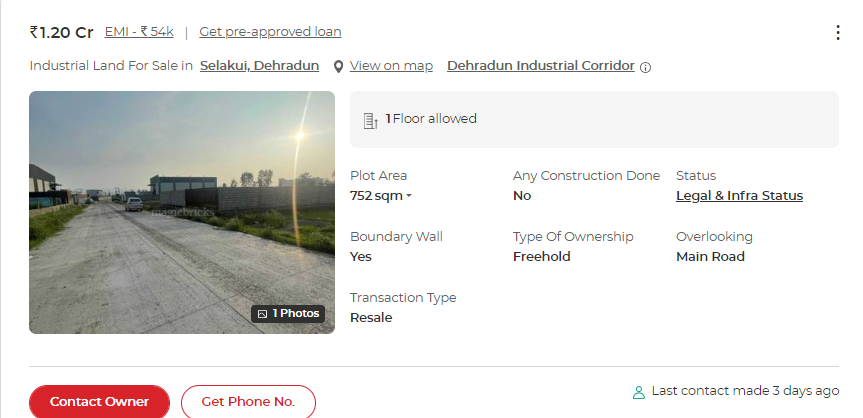 ₹1.20 Cr EMI - ₹ 54k | Get pre-approved loan
Industrial Land For Sale in Selakui, Dehradun View on map Dehradun Industrial Corridor
1 Floor allowed
Plot Area
752 sqm
Any Construction Done
No
Status
Legal & Infra Status
Boundary Wall
Yes
Type Of Ownership
Freehold
Overlooking
Main Road
Transaction Type
Resale
magicbricks
1 Photos
Contact Owner
Get Phone No.
Last contact made 3 days ago